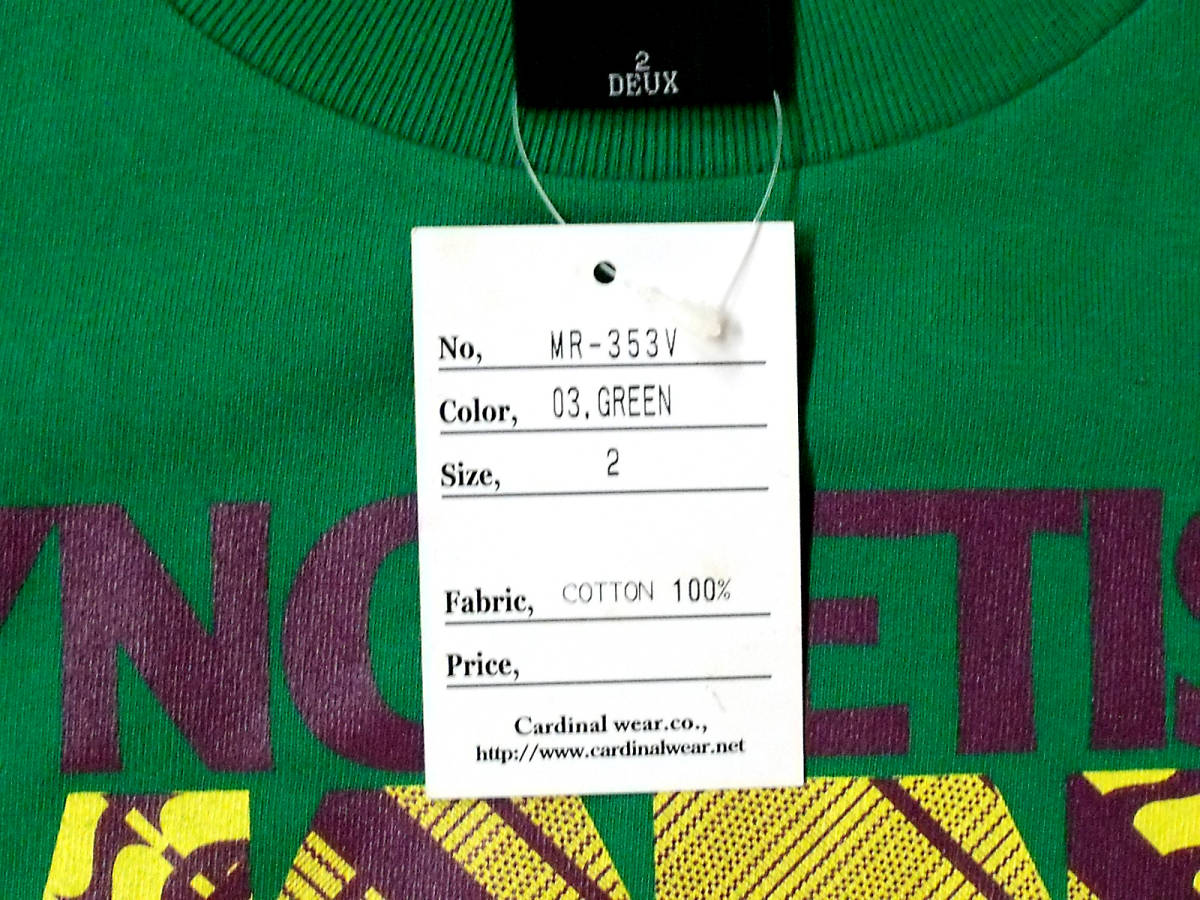 2
DEUX
No, MR-353V
Color, 03.GREEN
Size, 2
Fabric, COTTON 100%
Price,
Cardinal wear.co.,
http://www.cardinalwear.net